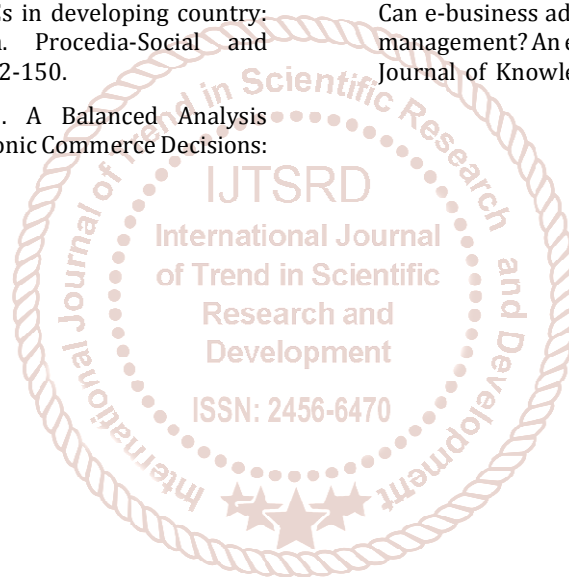 s in developing country:
. Procedia-Social and
2-150.
. A Balanced Analysis
onic Commerce Decisions:
Can e-business ad
management? An e
Journal of Knowle
International Journal of Trend in Scientific Research and Development
IJTSRD
International Journal
of Trend in Scientific
Research and
Development
ISSN: 2456-6470